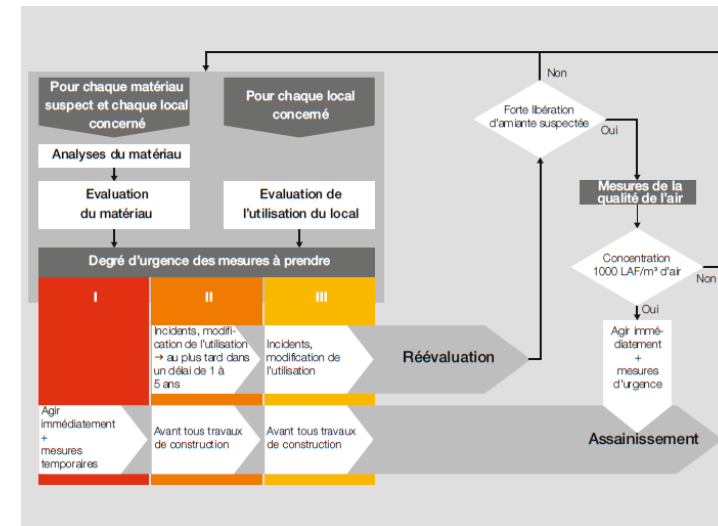 Pour chaque matériau
suspect et chaque local
concerné
Pour chaque local
concerné
Analyses du matériau
Evaluation
du matériau
Evaluation de
l'utilisation du local
Degré d'urgence des mesures à prendre
I
II
III
Incidents, modifi-
cation de l'utilisation
→ au plus tard dans
un délai de 1 à
5 ans
Incidents,
modification de
l'utilisation
Réévaluation
Agir
immédiatement
+
mesures
temporaires
Avant tous travaux
de construction
Avant tous travaux
de construction
Assainissement
Non
Forte libération
d'amiante suspectée
Oui
Mesures de la
qualité de l'air
Concentration
1000 LAF/m³ d'air
Non
Oui
Agir immé-
diatement
+
mesures
d'urgence